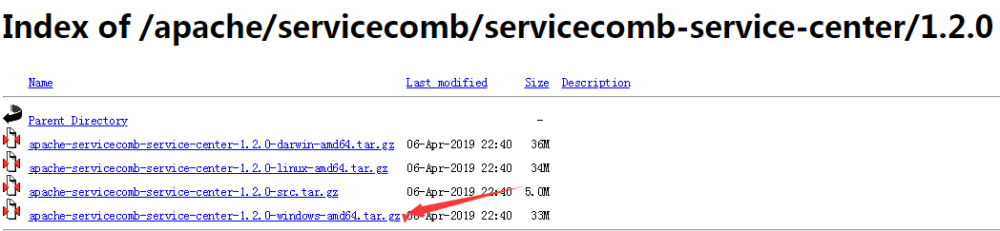 Index of /apache/servicecomb/servicecomb-service-center/1.2.0
Name Last modified Size Description
Parent Directory -
apache-servicecomb-service-center-1.2.0-darwin-amd64.tar.gz 06-Apr-2019 22:40 36M
apache-servicecomb-service-center-1.2.0-linux-amd64.tar.gz 06-Apr-2019 22:40 34M
apache-servicecomb-service-center-1.2.0-src.tar.gz 06-Apr-2019 22:40 5.0M
apache-servicecomb-service-center-1.2.0-windows-amd64.tar.gz 06-Apr-2019 22:40 33M